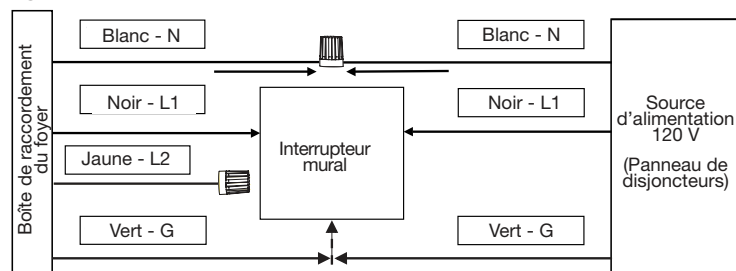 Boîte de raccordement
du foyer
Blanc - N
Noir - L1
Jaune - L2
Vert - G
Interrupteur
mural
Blanc - N
Noir - L1
Vert - G
Source
d'alimentation
120 V
(Panneau de
disjoncteurs)